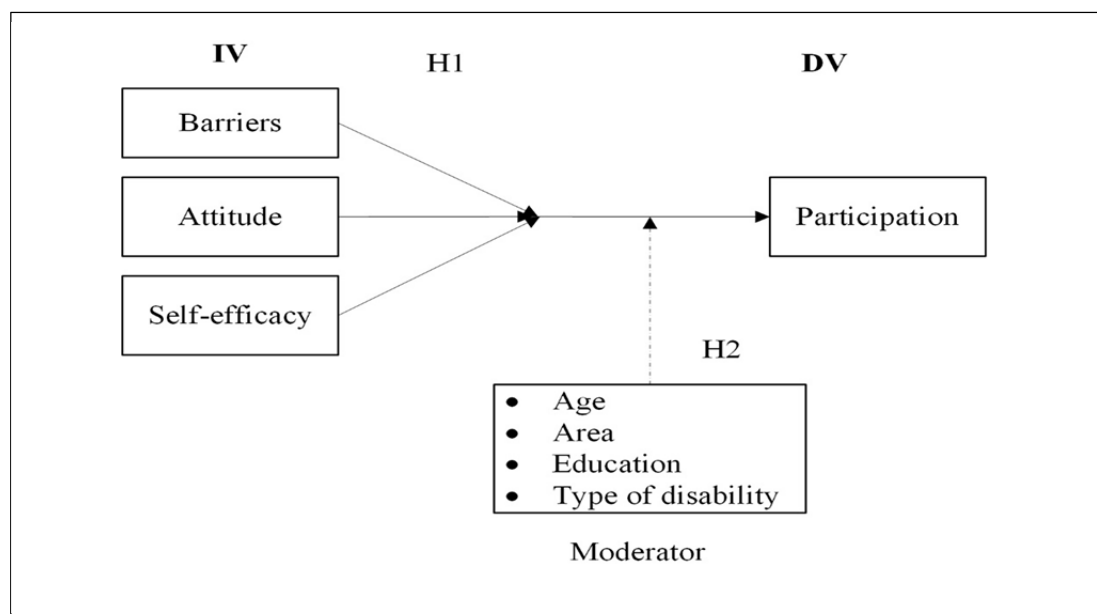 IV
H1
DV
Barriers
Attitude
Participation
Self-efficacy
H2
• Age
• Area
• Education
• Type of disability
Moderator